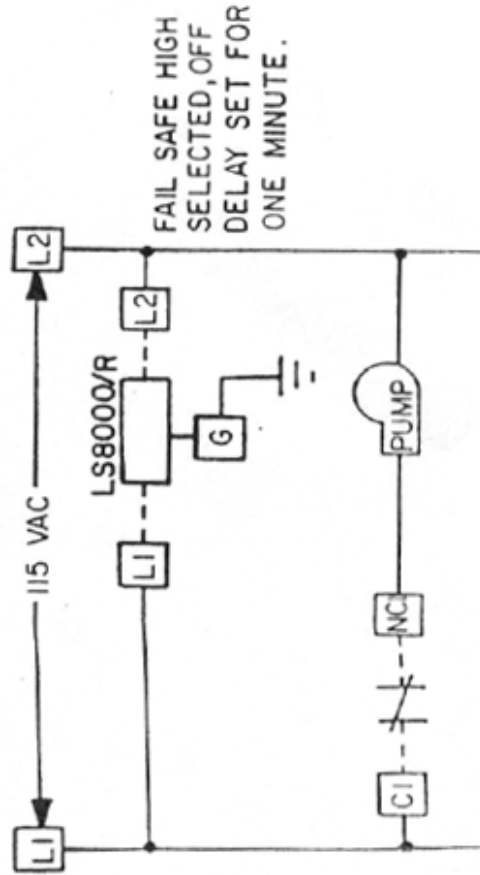 L1
115 VAC
L2
L1
LS8000/R
L2
G
FAIL SAFE HIGH
SELECTED, OFF
DELAY SET FOR
ONE MINUTE.
C1
NC1
PUMP